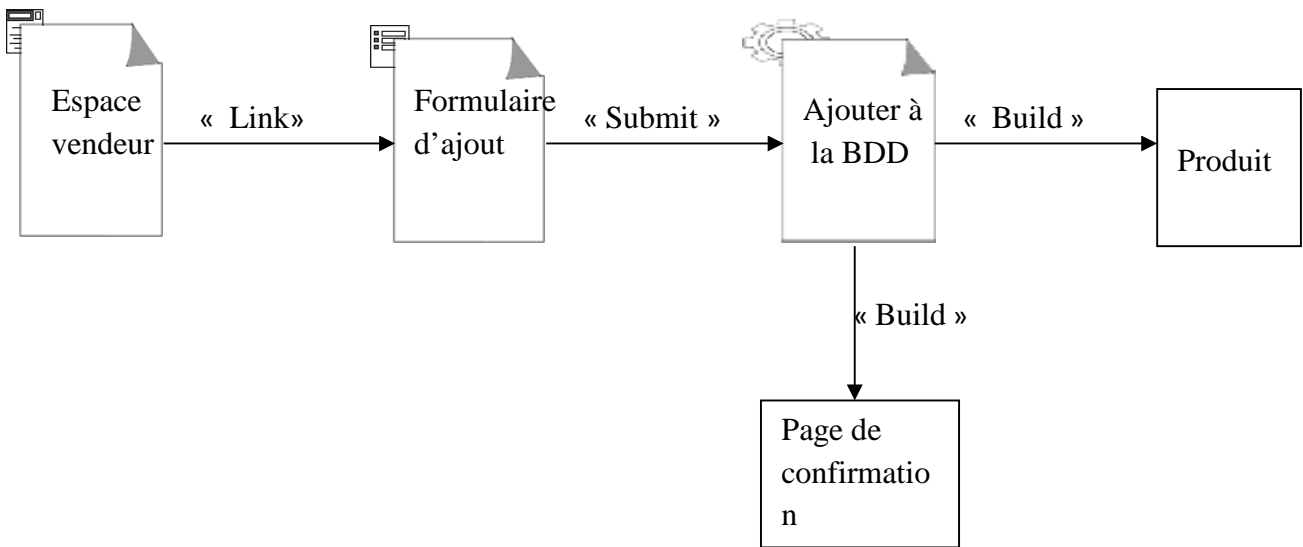 Espace
vendeur
« Link»
Formulaire
d’ajout
« Submit »
Ajouter à
la BDD
« Build »
Produit
« Build »
Page de
confirmatio
n